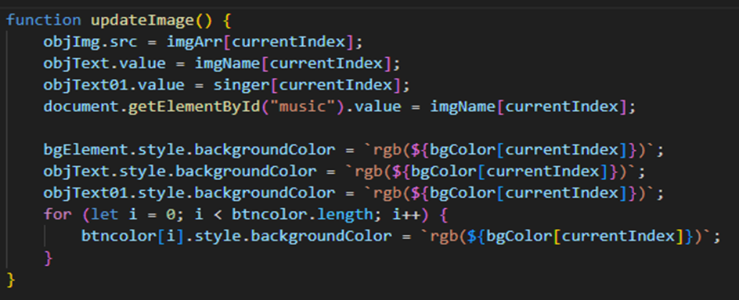 function updateImage() {
    objImg.src = imgArr[currentIndex];
    objText.value = imgName[currentIndex];
    objText01.value = singer[currentIndex];
    document.getElementById("music").value = imgName[currentIndex];

    bgElement.style.backgroundColor = `rgb(${bgColor[currentIndex]})`;
    objText.style.backgroundColor = `rgb(${bgColor[currentIndex]})`;
    objText01.style.backgroundColor = `rgb(${bgColor[currentIndex]})`;
    for (let i = 0; i < btncolor.length; i++) {
        btncolor[i].style.backgroundColor = `rgb(${bgColor[currentIndex]})`;
    }
}